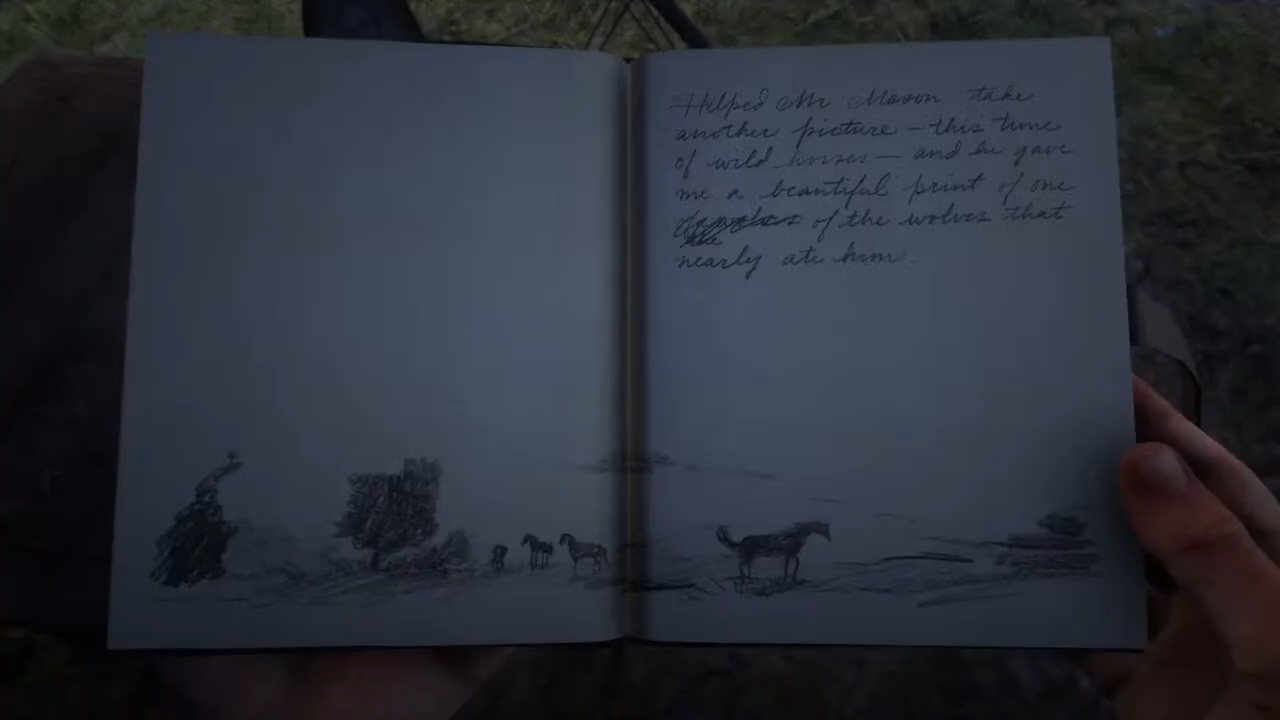 Helped Mr Mason take
another picture – this time
of wild horses – and he gave
me a beautiful print of one
of the wolves that
nearly ate him.